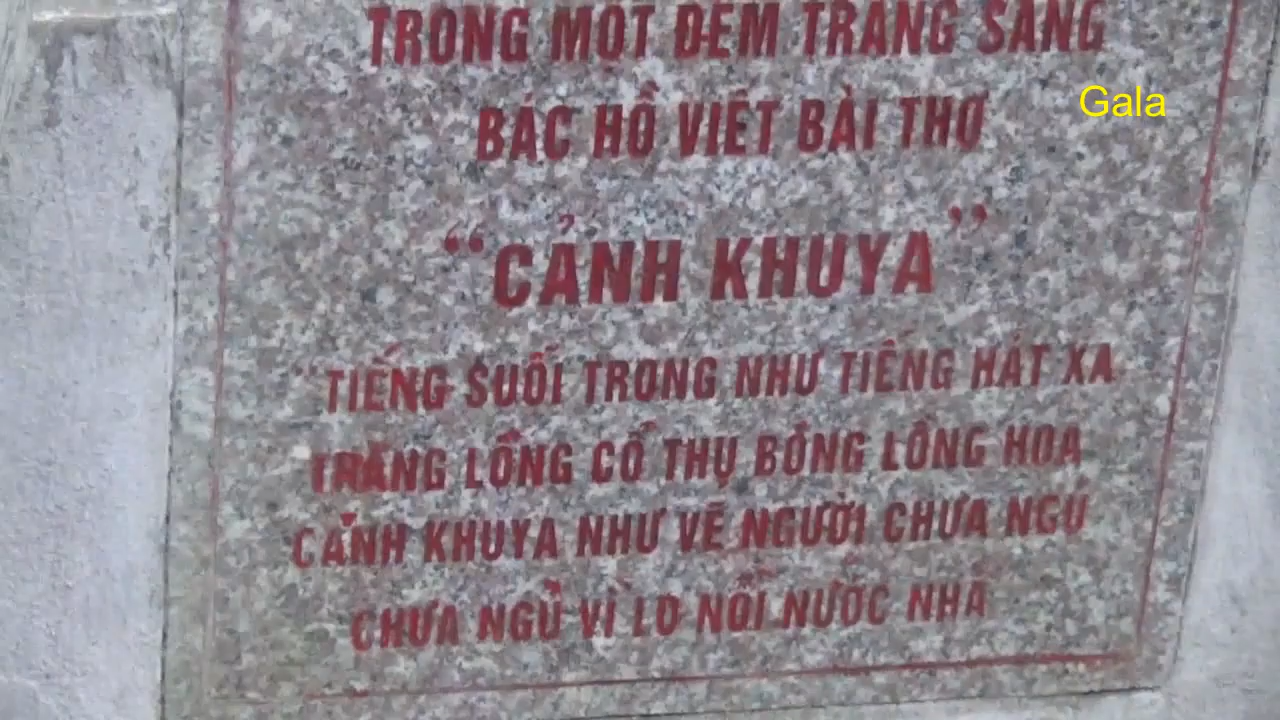 TRONG MỘT ĐÊM TRĂNG SÁNG
Gala
BÁC HỒ VIẾT BÀI THƠ
“CẢNH KHUYA”
“TIẾNG SUỐI TRONG NHƯ TIẾNG HÁT XA
TRĂNG LỒNG CỔ THỤ BÓNG LỒNG HOA
CẢNH KHUYA NHƯ VẼ NGƯỜI CHƯA NGỦ
CHƯA NGỦ VÌ LO NỖI NƯỚC NHÀ